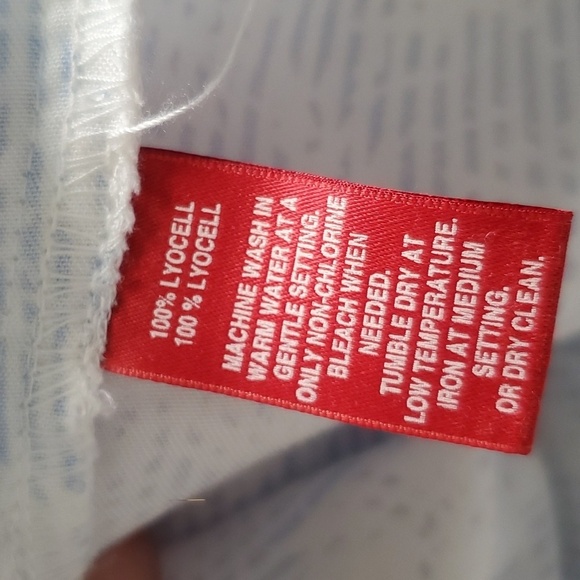 100% LYOCELL
100 % LYOCELL
MACHINE WASH IN
WARM WATER AT A
GENTLE SETTING.
ONLY NON-CHLORINE
BLEACH WHEN
NEEDED.
TUMBLE DRY AT
LOW TEMPERATURE.
IRON AT MEDIUM
SETTING.
OR DRY CLEAN.